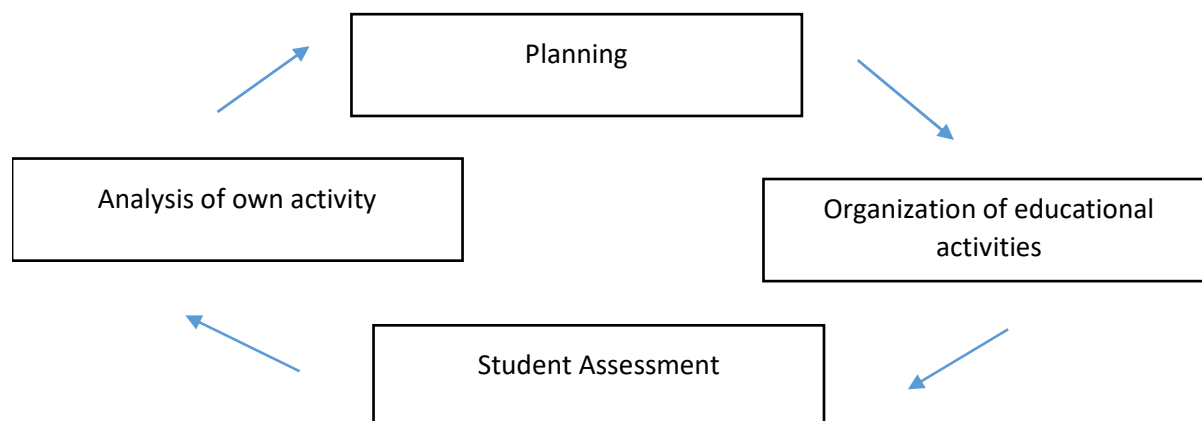 Planning
Analysis of own activity
Organization of educational
activities
Student Assessment